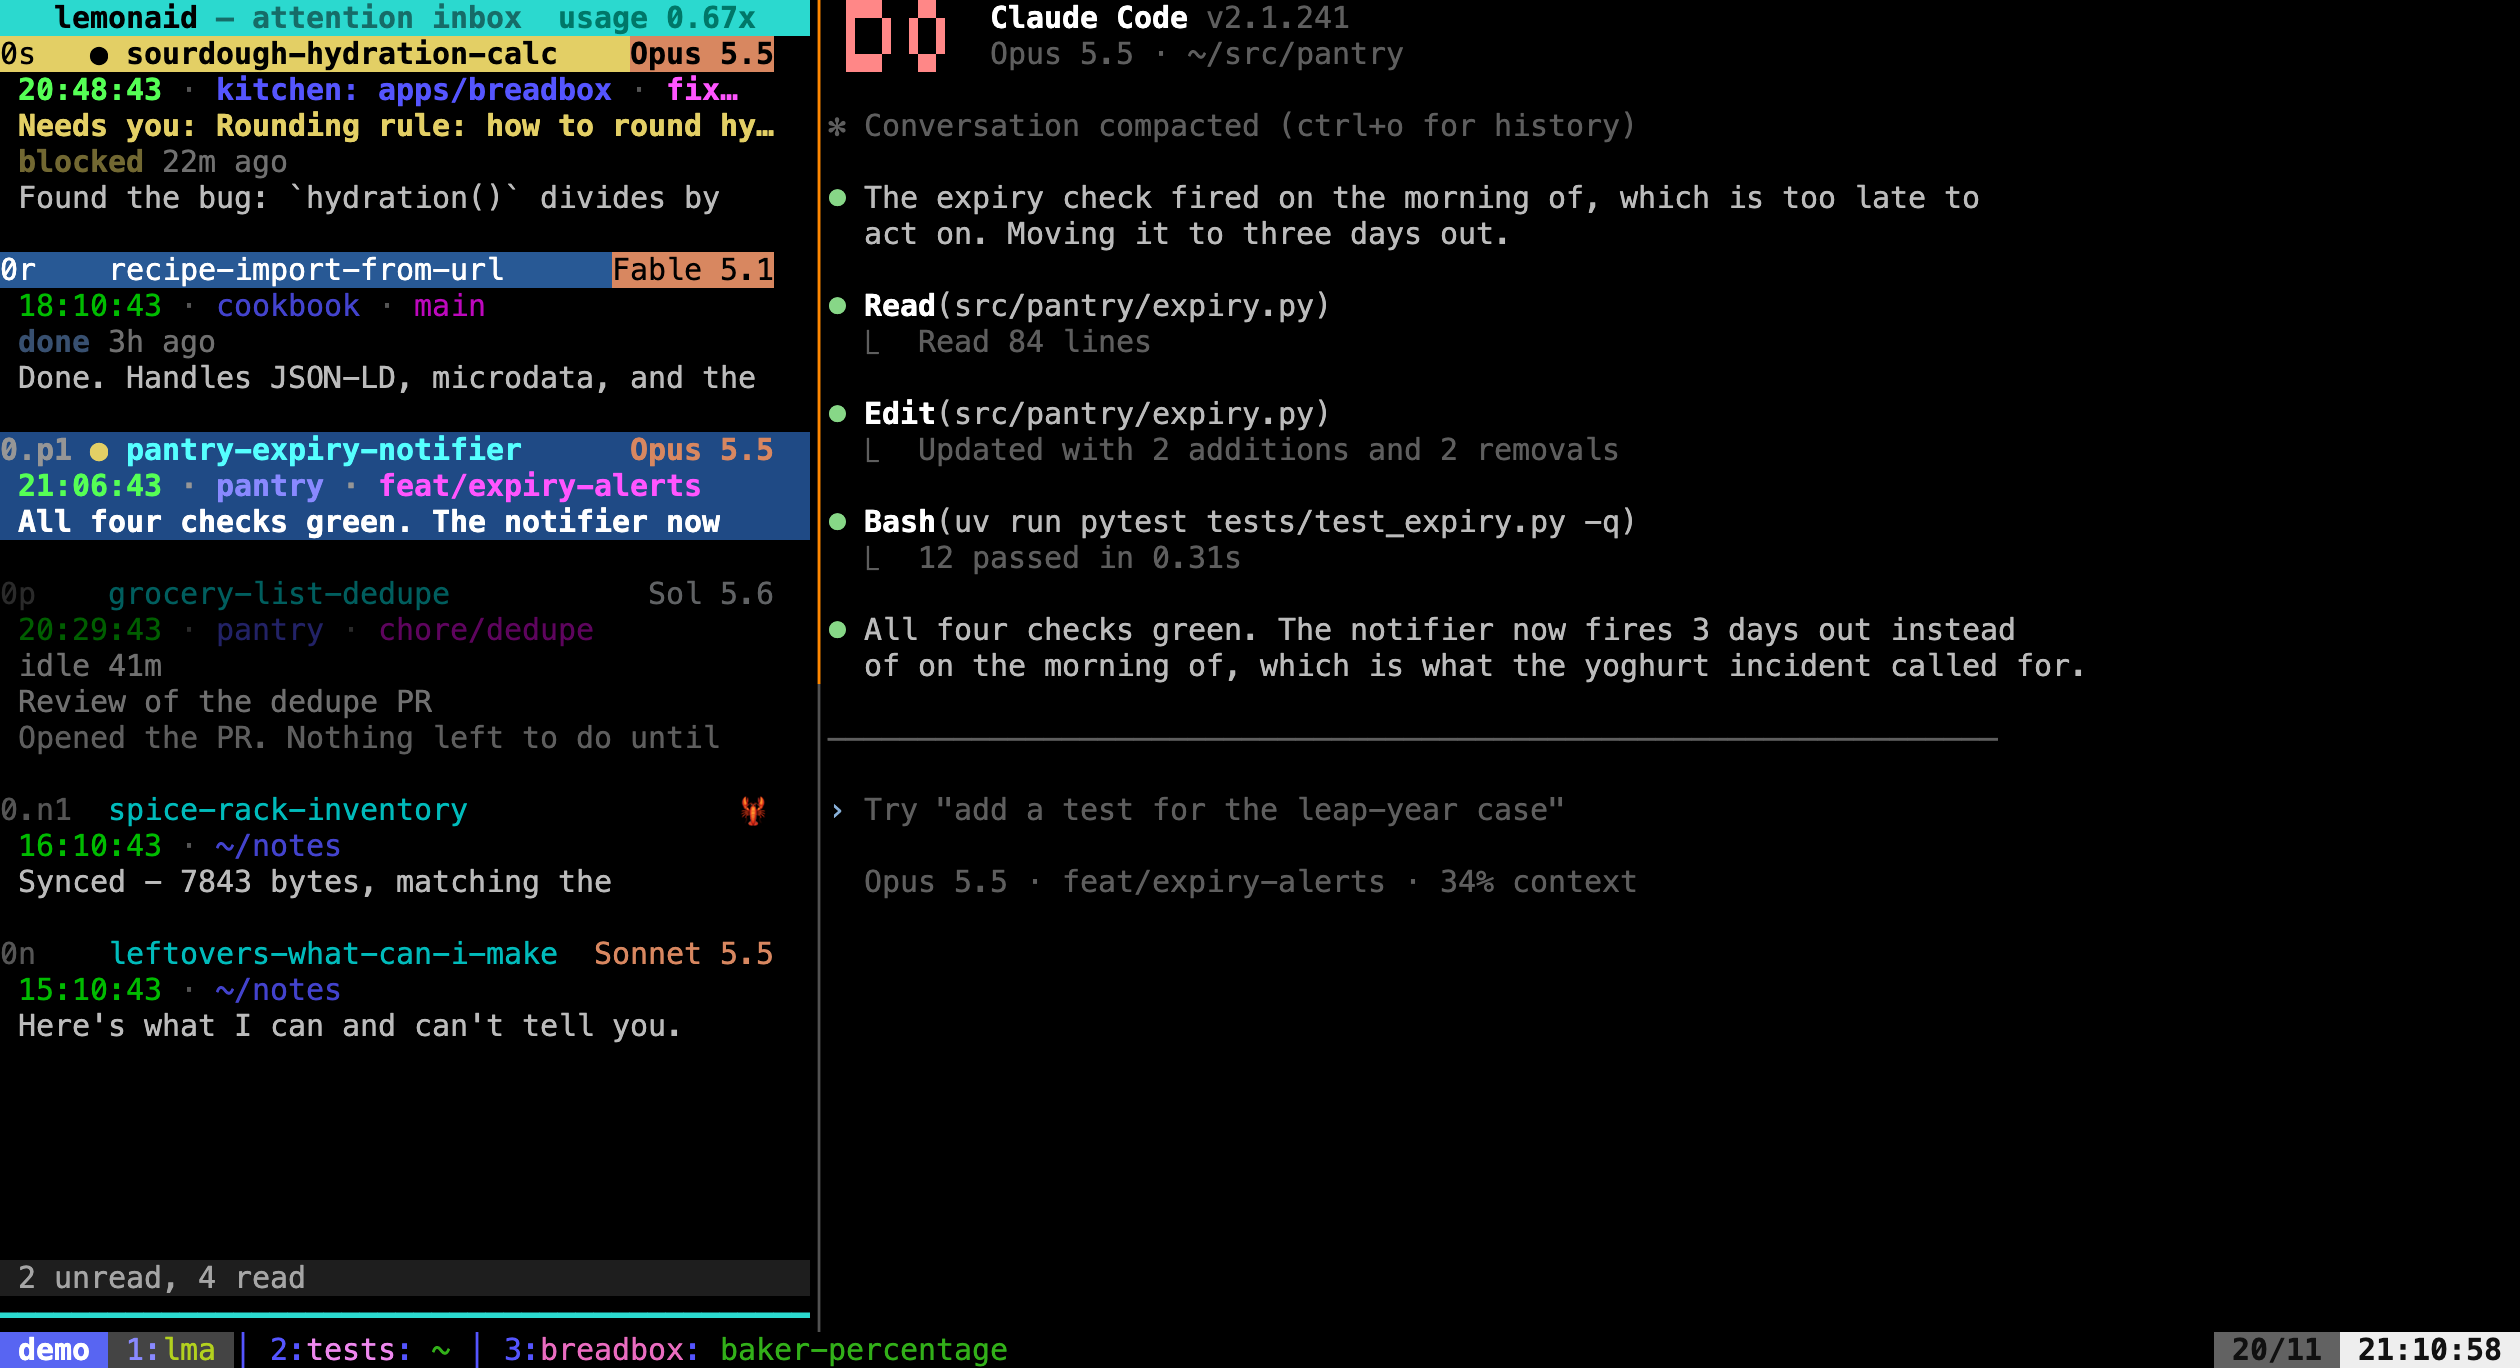 lemonaid — attention inbox  usage 0.67x
0s ● sourdough-hydration-calc Opus 5.5
20:48:43 · kitchen: apps/breadbox · fix…
Needs you: Rounding rule: how to round hy…
blocked 22m ago
Found the bug: `hydration()` divides by
0r recipe-import-from-url Fable 5.1
18:10:43 · cookbook · main
done 3h ago
Done. Handles JSON-LD, microdata, and the
0.p1 ● pantry-expiry-notifier Opus 5.5
21:06:43 · pantry · feat/expiry-alerts
All four checks green. The notifier now
0p grocery-list-dedupe Sol 5.6
20:29:43 · pantry · chore/dedupe
idle 41m
Review of the dedupe PR
Opened the PR. Nothing left to do until
0.n1 spice-rack-inventory 🦞
16:10:43 · ~/notes
Synced — 7843 bytes, matching the
0n leftovers-what-can-i-make Sonnet 5.5
15:10:43 · ~/notes
Here's what I can and can't tell you.
2 unread, 4 read
Claude Code v2.1.241
Opus 5.5 · ~/src/pantry
✻ Conversation compacted (ctrl+o for history)
● The expiry check fired on the morning of, which is too late to
act on. Moving it to three days out.
● Read(src/pantry/expiry.py)
⎿ Read 84 lines
● Edit(src/pantry/expiry.py)
⎿ Updated with 2 additions and 2 removals
● Bash(uv run pytest tests/test_expiry.py -q)
⎿ 12 passed in 0.31s
● All four checks green. The notifier now fires 3 days out instead
of on the morning of, which is what the yoghurt incident called for.
› Try "add a test for the leap-year case"
Opus 5.5 · feat/expiry-alerts · 34% context
demo 1:lma │ 2:tests: ~ │ 3:breadbox: baker-percentage 20/11 21:10:58